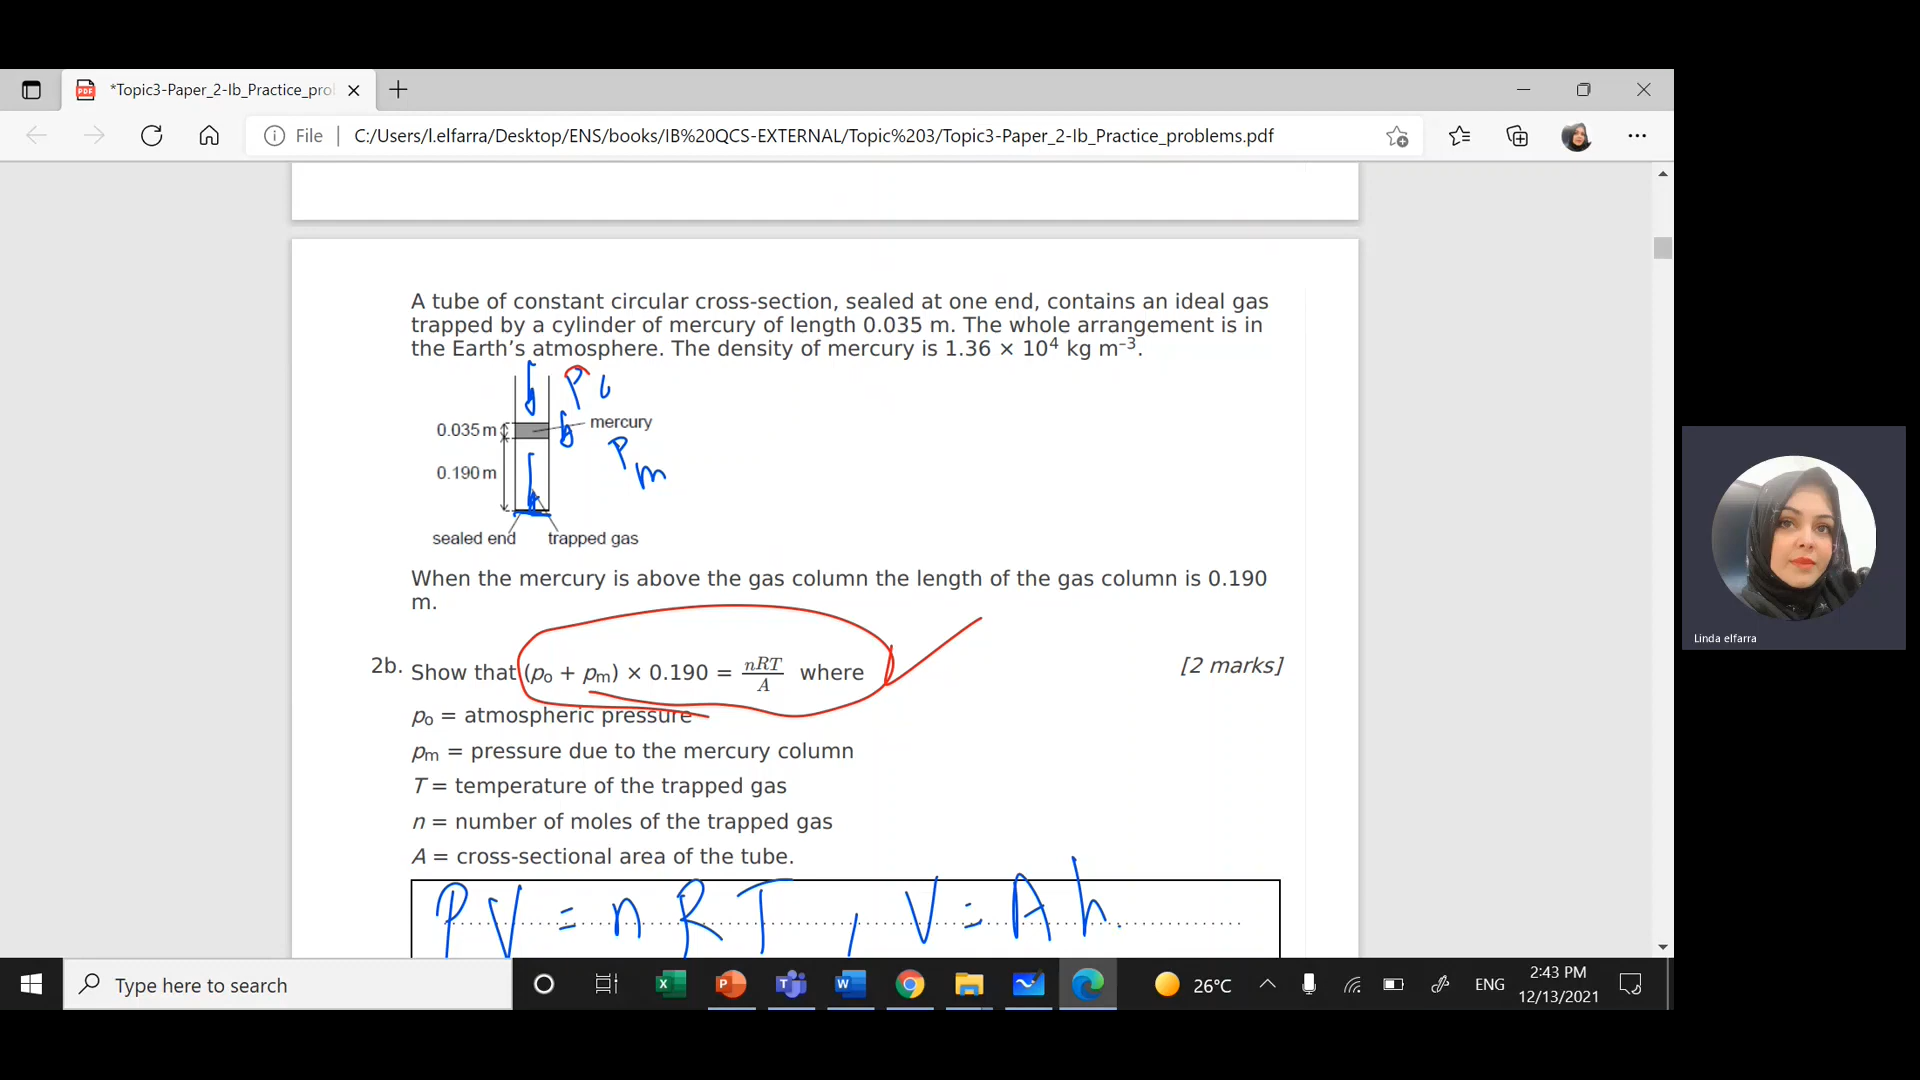 *Topic3-Paper_2-Ib_Practice_pro
File | C:/Users/l.elfarra/Desktop/ENS/books/IB%20QCS-EXTERNAL/Topic%203/Topic3-Paper_2-Ib_Practice_problems.pdf
A tube of constant circular cross-section, sealed at one end, contains an ideal gas
trapped by a cylinder of mercury of length 0.035 m. The whole arrangement is in
the Earth’s atmosphere. The density of mercury is 1.36 × 10⁴ kg m⁻³.
P
mercury
0.035 m
P m
0.190 m
sealed end
trapped gas
When the mercury is above the gas column the length of the gas column is 0.190
m.
2b. Show that (pₒ + pₘ) × 0.190 = nRT/A where [2 marks]
pₒ = atmospheric pressure
pₘ = pressure due to the mercury column
T = temperature of the trapped gas
n = number of moles of the trapped gas
A = cross-sectional area of the tube.
PV = nRT , V = Ah
Linda elfarra
Type here to search
26°C
ENG
2:43 PM
12/13/2021